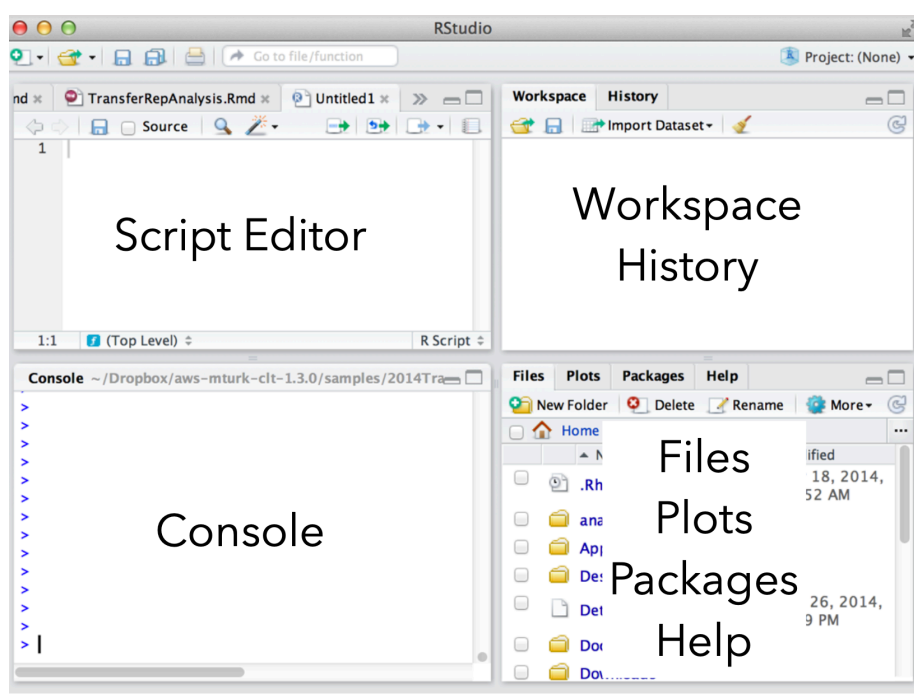 RStudio
Go to file/function
Project: (None)
nd × TransferRepAnalysis.Rmd × Untitled1 ×
Source
1
Script Editor
1:1 (Top Level) R Script
Workspace History
Import Dataset
Workspace
History
Console ~/Dropbox/aws-mturk-clt-1.3.0/samples/2014Tra
>
>
>
>
>
>
>
>
>
>
>
>
>
>
Console
Files Plots Packages Help
New Folder Delete Rename More
Home
N ified
.Rh 18, 2014,
52 AM
ana
App
Des
Det 26, 2014,
9 PM
Doc
Files
Plots
Packages
Help